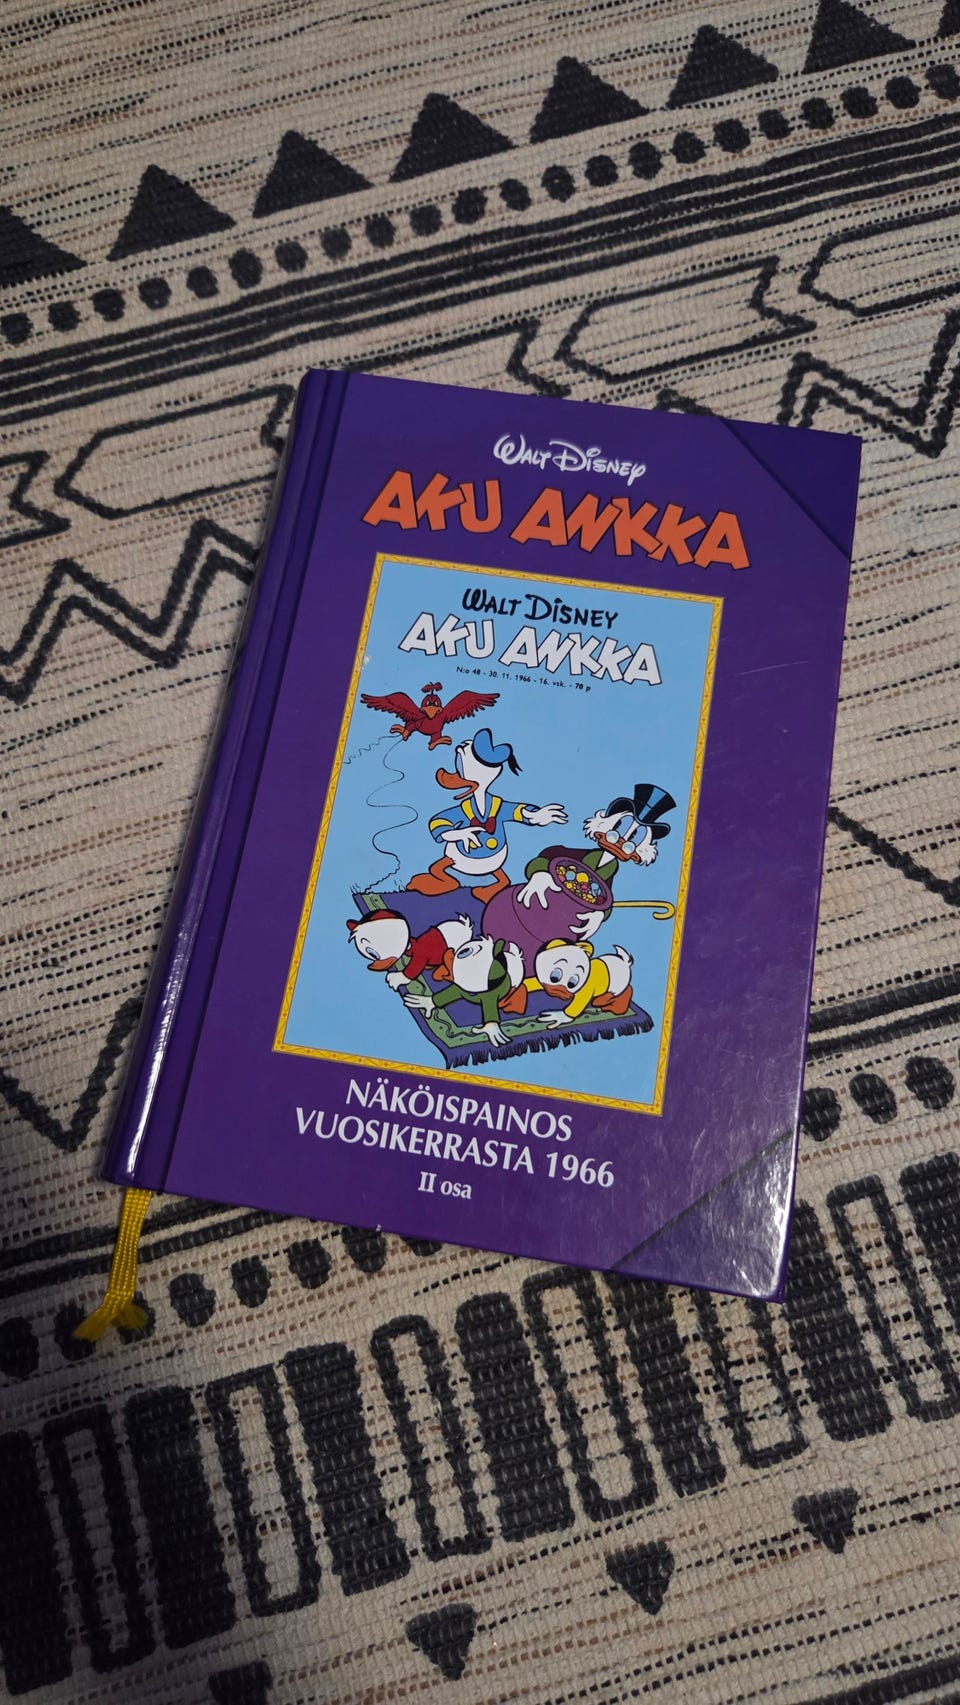 WALT DISNEY
AKU ANKKA
WALT DISNEY
AKU ANKKA
N:o 48 - 30. 11. 1966 - 16. vsk. - 70 p
NÄKÖISPAINOS
VUOSIKERRASTA 1966
II osa